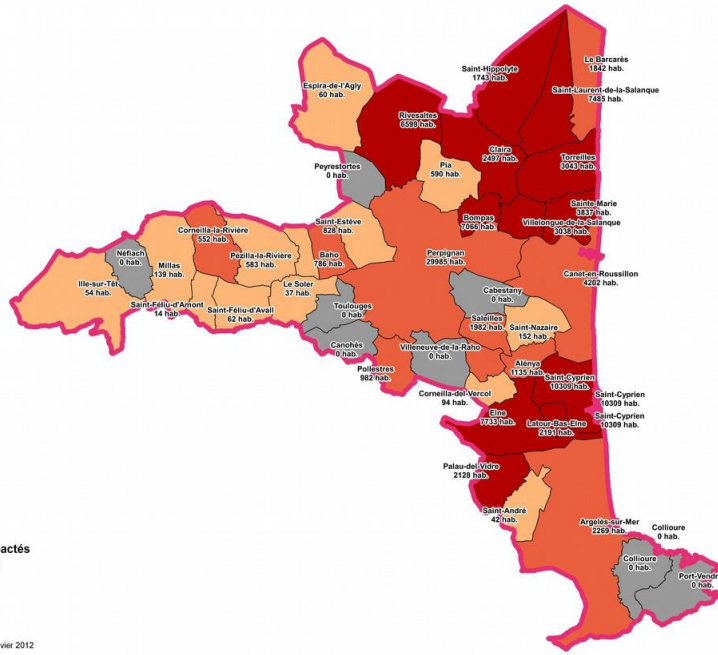 Le Barcarès
1842 hab.
Saint-Hippolyte
1743 hab.
Espira-de-l'Agly
60 hab.
Saint-Laurent-de-la-Salanque
7485 hab.
Rivesaltes
6599 hab.
Claira
2497 hab.
Torreilles
3043 hab.
Peyrestortes
0 hab.
Pia
590 hab.
Sainte-Marie
3837 hab.
Bompas
7066 hab.
Villelongue-de-la-Salanque
3038 hab.
Saint-Estève
828 hab.
Corneilla-la-Rivière
552 hab.
Néfiach
0 hab.
Pézilla-la-Rivière
583 hab.
Baho
786 hab.
Perpignan
29985 hab.
Millas
139 hab.
Canet-en-Roussillon
4202 hab.
Ille-sur-Têt
54 hab.
Le Soler
37 hab.
Cabestany
0 hab.
Saint-Féliu-d'Amont
14 hab.
Saint-Féliu-d'Avall
62 hab.
Toulouges
0 hab.
Saleilles
1982 hab.
Saint-Nazaire
152 hab.
Canohès
0 hab.
Villeneuve-de-la-Raho
0 hab.
Pollestres
982 hab.
Alénya
1135 hab.
Saint-Cyprien
10309 hab.
Corneilla-del-Vercol
94 hab.
Saint-Cyprien
10309 hab.
Elne
7733 hab.
Saint-Cyprien
10309 hab.
Latour-Bas-Elne
2191 hab.
Palau-del-Vidre
2128 hab.
Saint-André
42 hab.
Argelès-sur-Mer
2269 hab.
Collioure
0 hab.
actés
Collioure
0 hab.
Port-Vendr
0 hab.
vier 2012